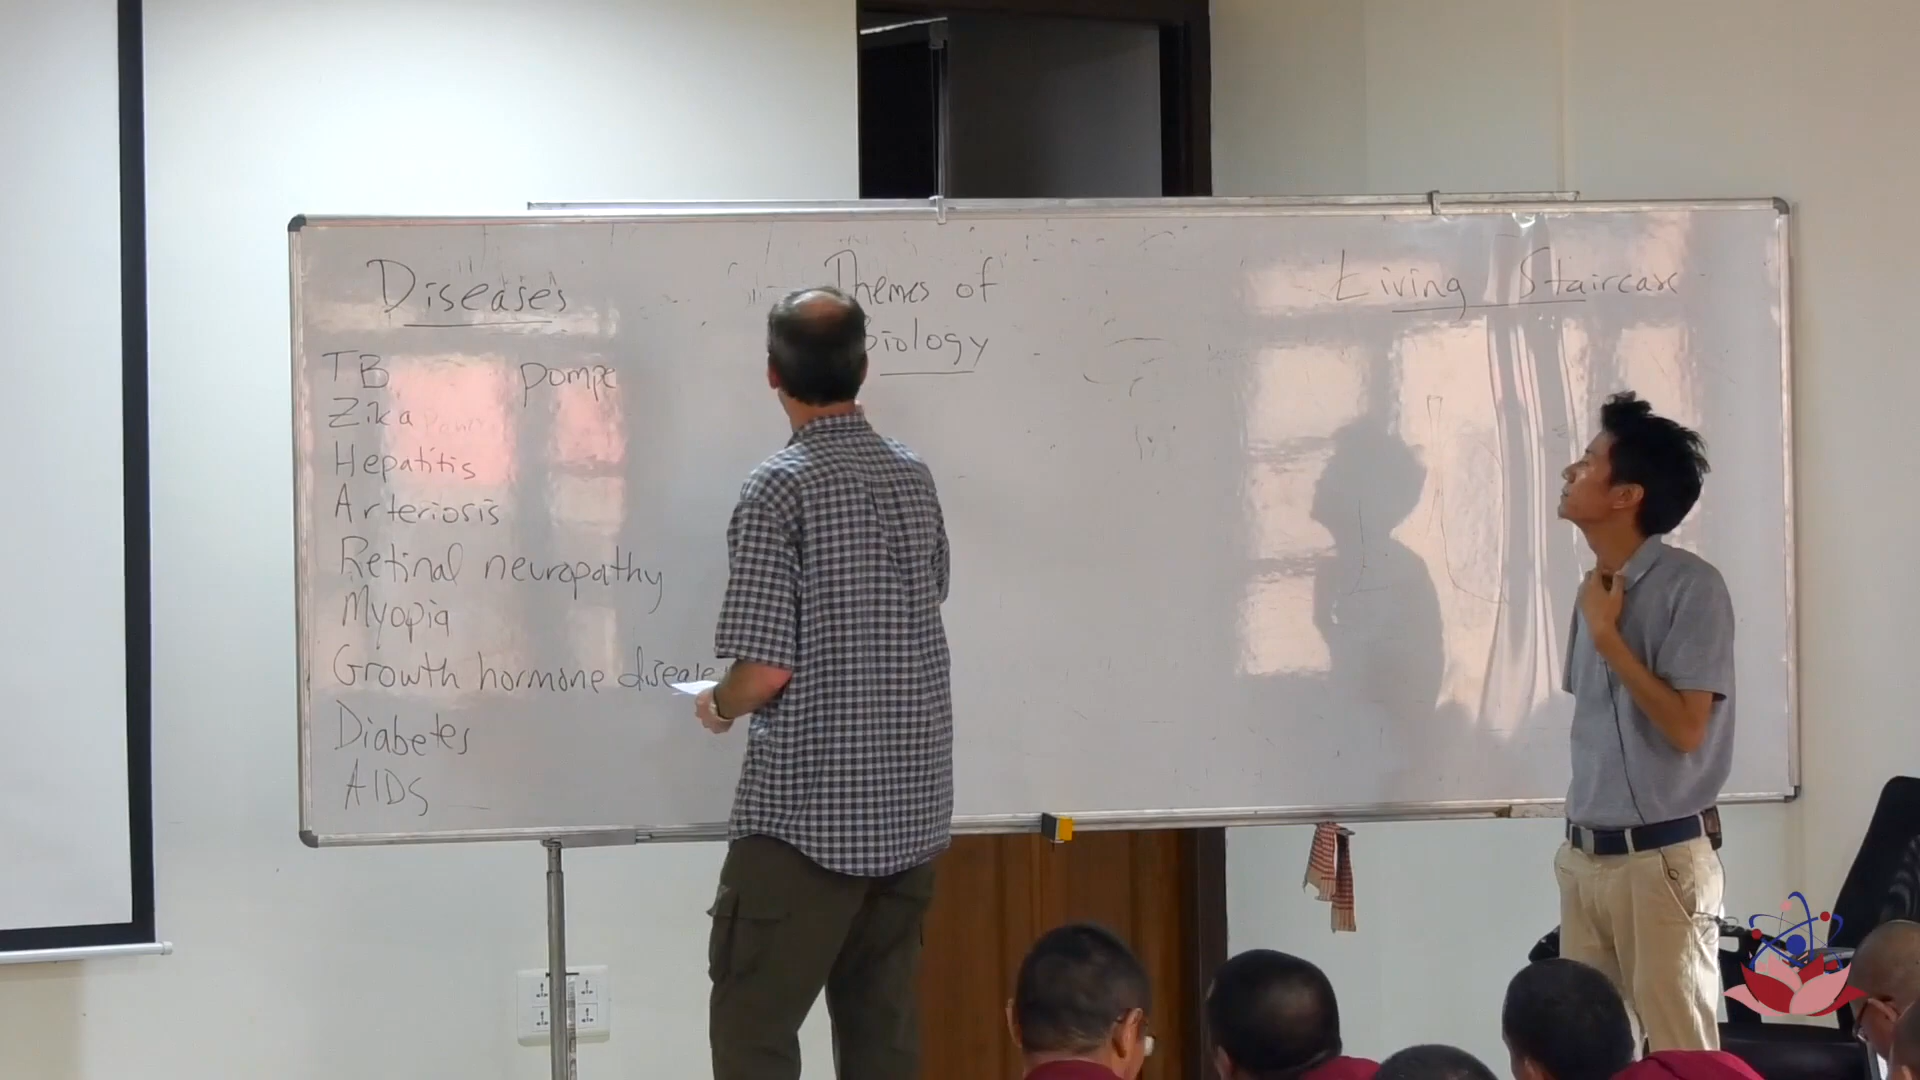 Diseases
TB
Zika
Hepatitis
Arteriosis
Retinal neuropathy
Myopia
Growth hormone disease
Diabetes
AIDS
Pompe
Themes of
Biology
Living Staircase